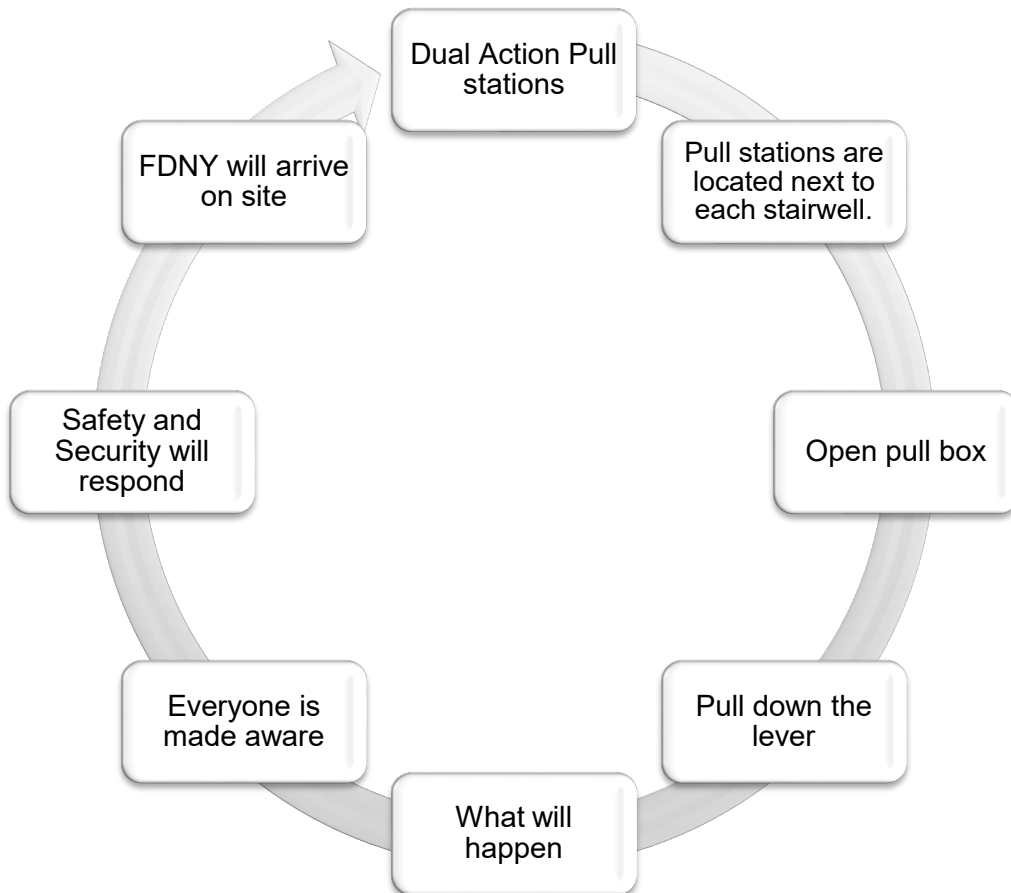 Dual Action Pull
stations
Pull stations are
located next to
each stairwell.
Open pull box
Pull down the
lever
What will
happen
Everyone is
made aware
Safety and
Security will
respond
FDNY will arrive
on site